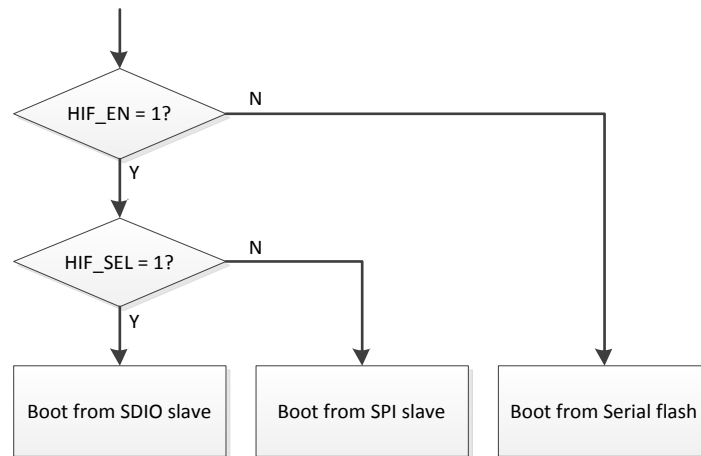 HIF_EN = 1?
N
Y
HIF_SEL = 1?
N
Y
Boot from SDIO slave
Boot from SPI slave
Boot from Serial flash